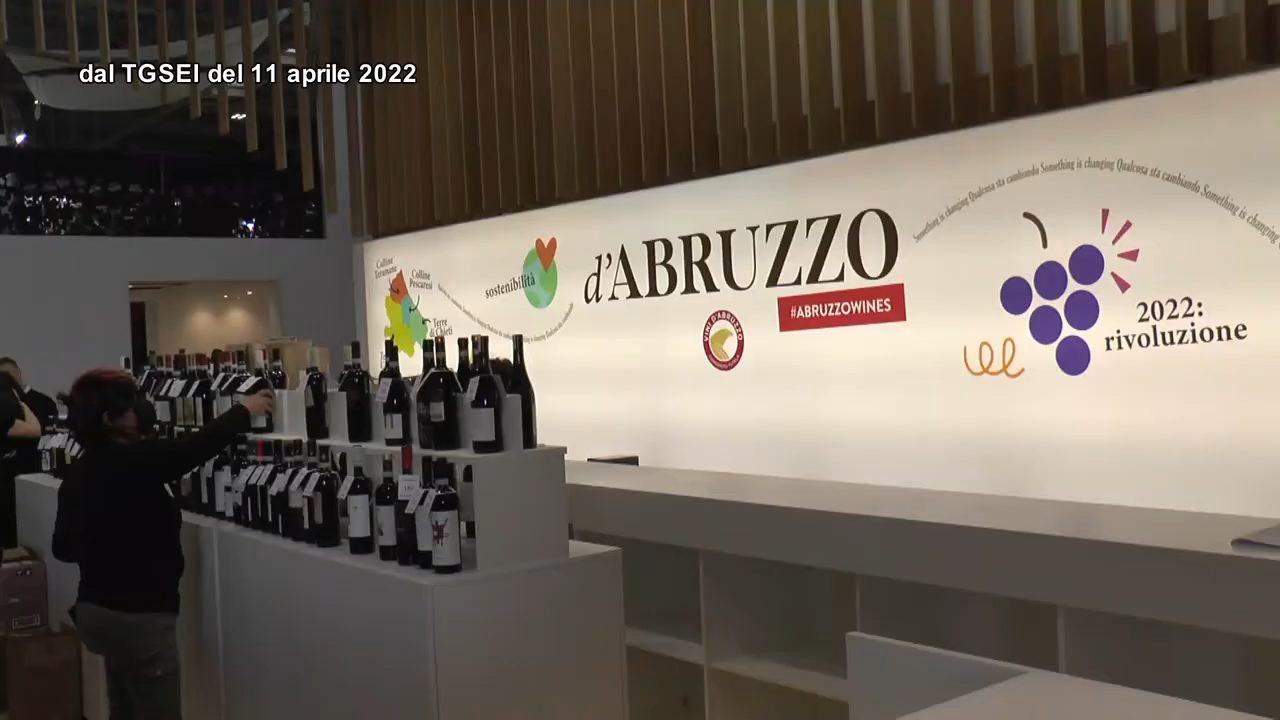 dal TGSEI del 11 aprile 2022
Something is changing Qualcosa sta cambiando Something is changing Qualcosa sta cambiando Something is changing
Colline
Teramane
Colline
Pescaresi
Terre
di Chieti
sostenibilità
d'ABRUZZO
#ABRUZZOWINES
VINI D'ABRUZZO
2022:
rivoluzione